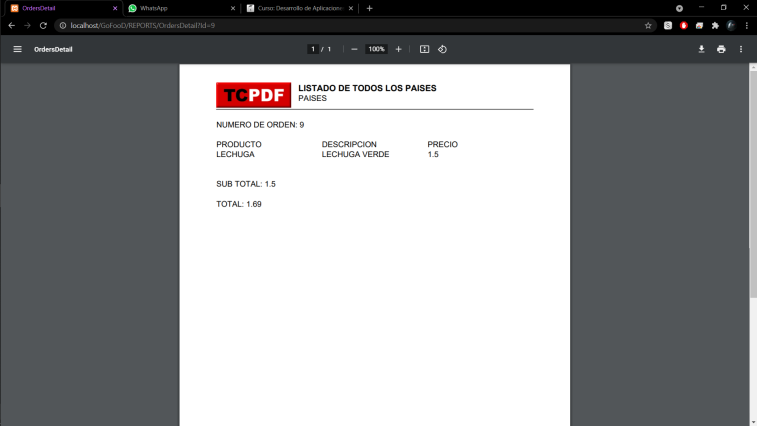 OrdersDetail
WhatsApp
Curso: Desarrollo de Aplicacione
localhost/GoFooD/REPORTS/OrdersDetail?Id=9
OrdersDetail
1 / 1
100%
TCPDF
LISTADO DE TODOS LOS PAISES
PAISES
NUMERO DE ORDEN: 9
PRODUCTO DESCRIPCION PRECIO
LECHUGA LECHUGA VERDE 1.5
SUB TOTAL: 1.5
TOTAL: 1.69